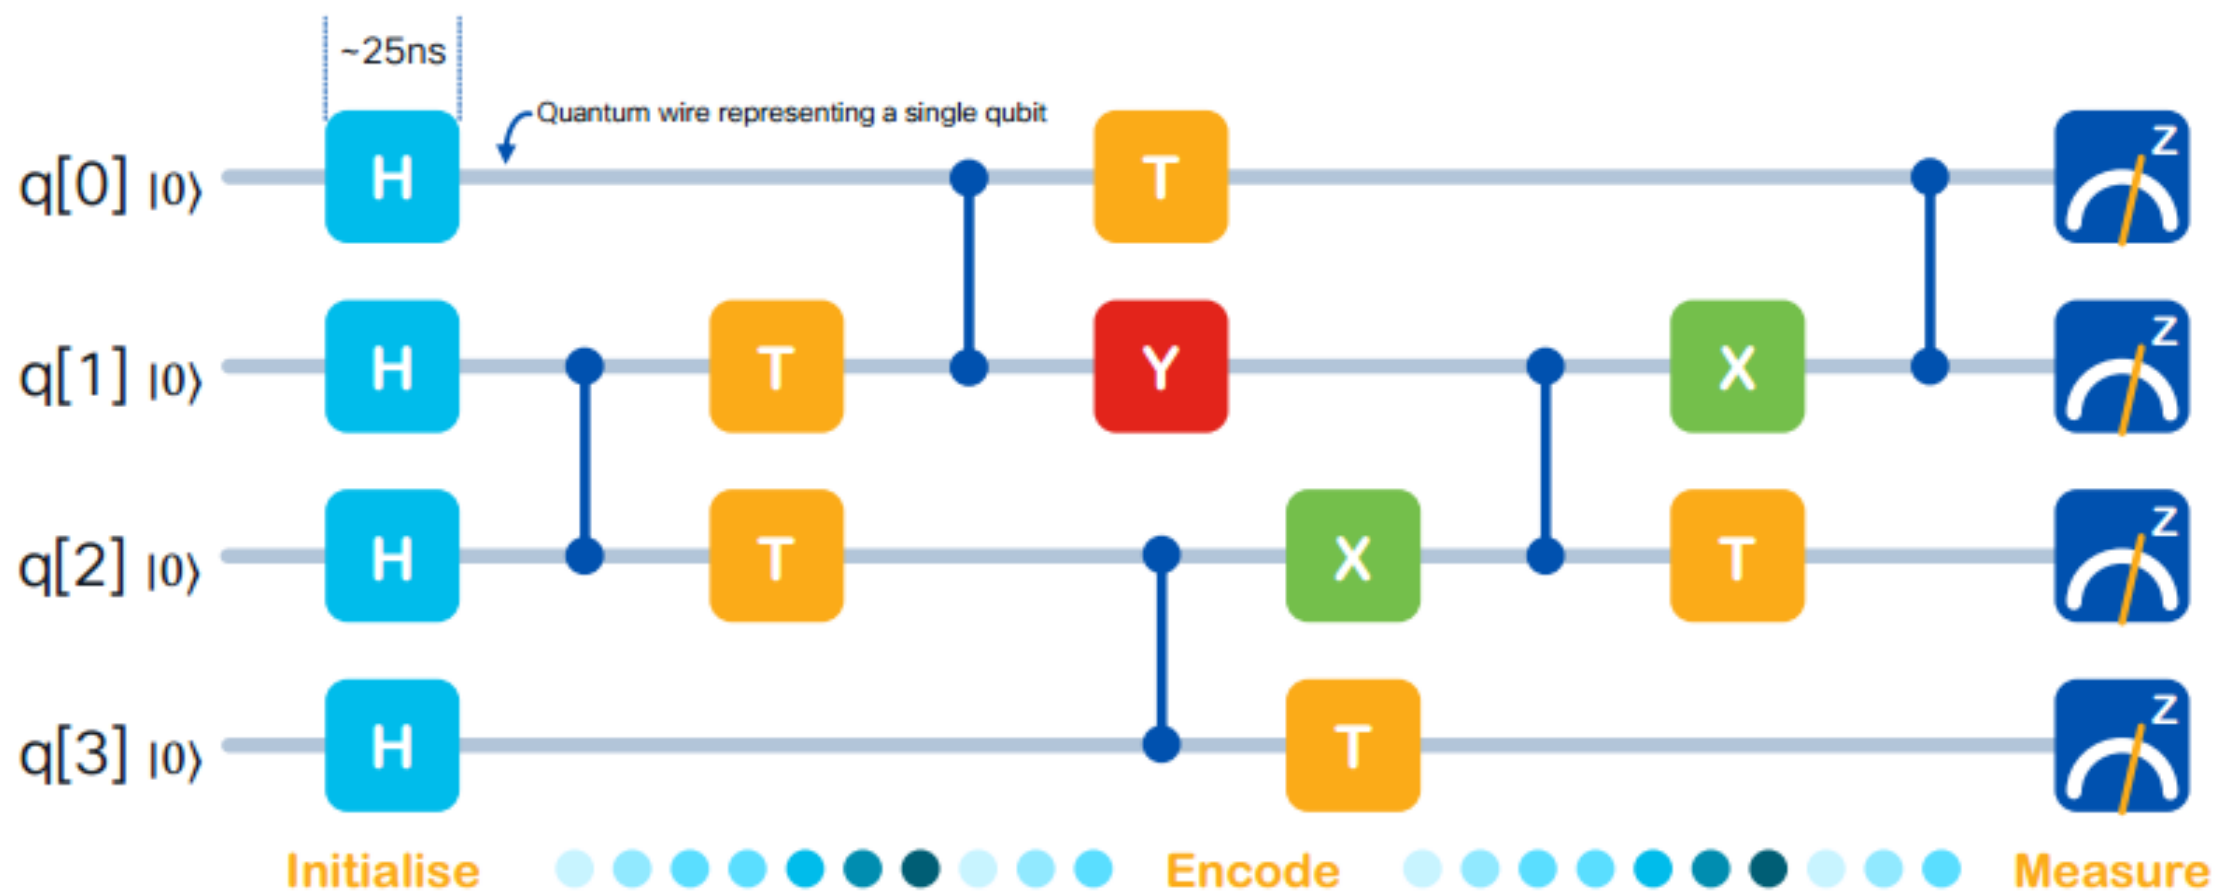 ~25ns
Quantum wire representing a single qubit
q[0] |0⟩ H T Z
q[1] |0⟩ H T Y X Z
q[2] |0⟩ H T X T Z
q[3] |0⟩ H T Z
Initialise Encode Measure